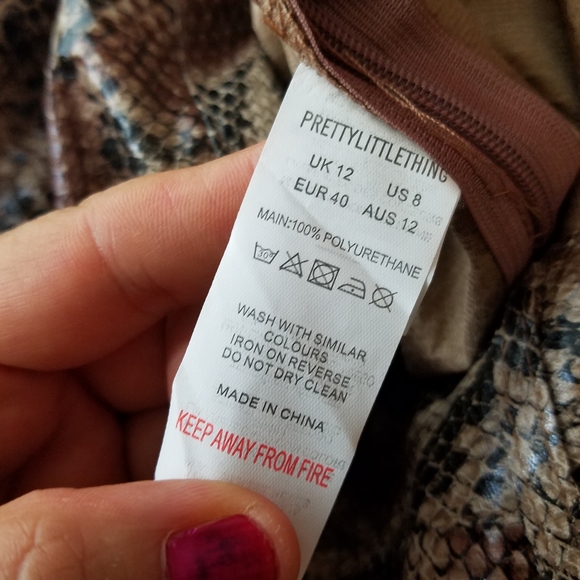 PRETTYLITTLETHING
UK 12 US 8
EUR 40 AUS 12
MAIN:100% POLYURETHANE
30°
WASH WITH SIMILAR
COLOURS
IRON ON REVERSE
DO NOT DRY CLEAN
MADE IN CHINA
KEEP AWAY FROM FIRE